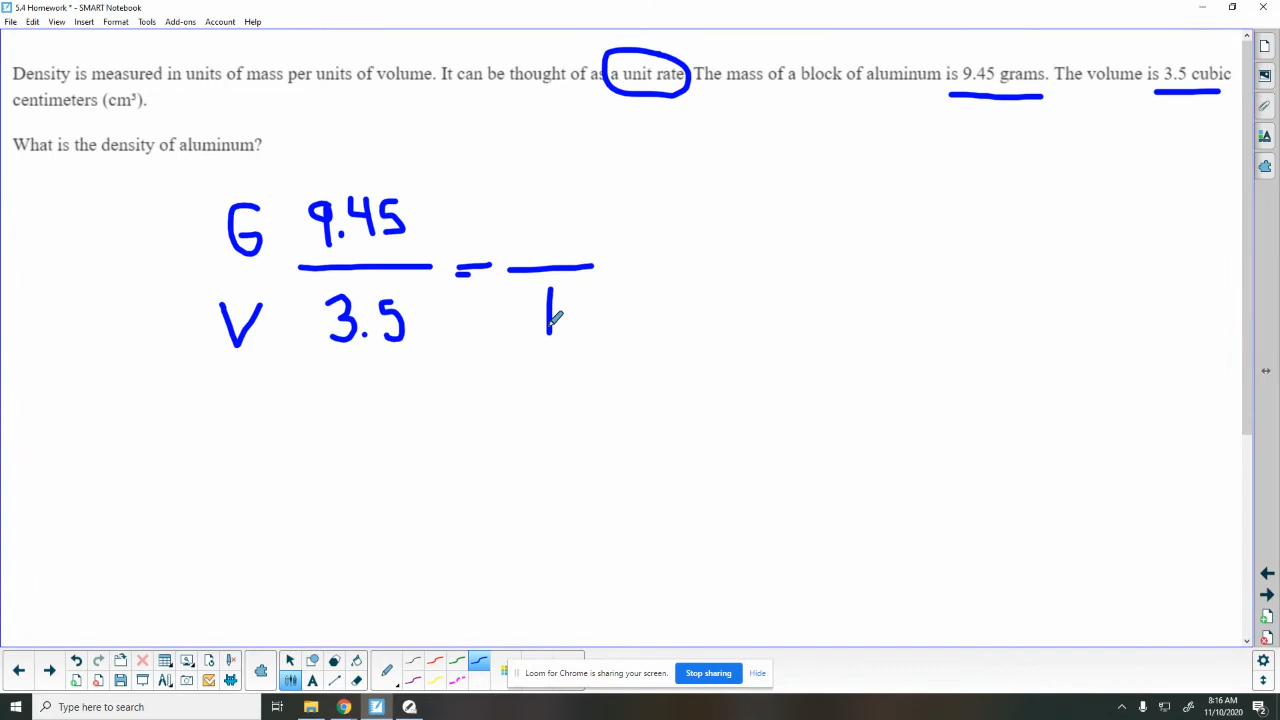 5.4 Homework * - SMART Notebook
File Edit View Insert Format Tools Add-ons Account Help
Density is measured in units of mass per units of volume. It can be thought of as a unit rate. The mass of a block of aluminum is 9.45 grams. The volume is 3.5 cubic
centimeters (cm³).
What is the density of aluminum?
G 9.45
=
V 3.5 1
Loom for Chrome is sharing your screen. Stop sharing Hide
Type here to search
8:16 AM
11/10/2020
2